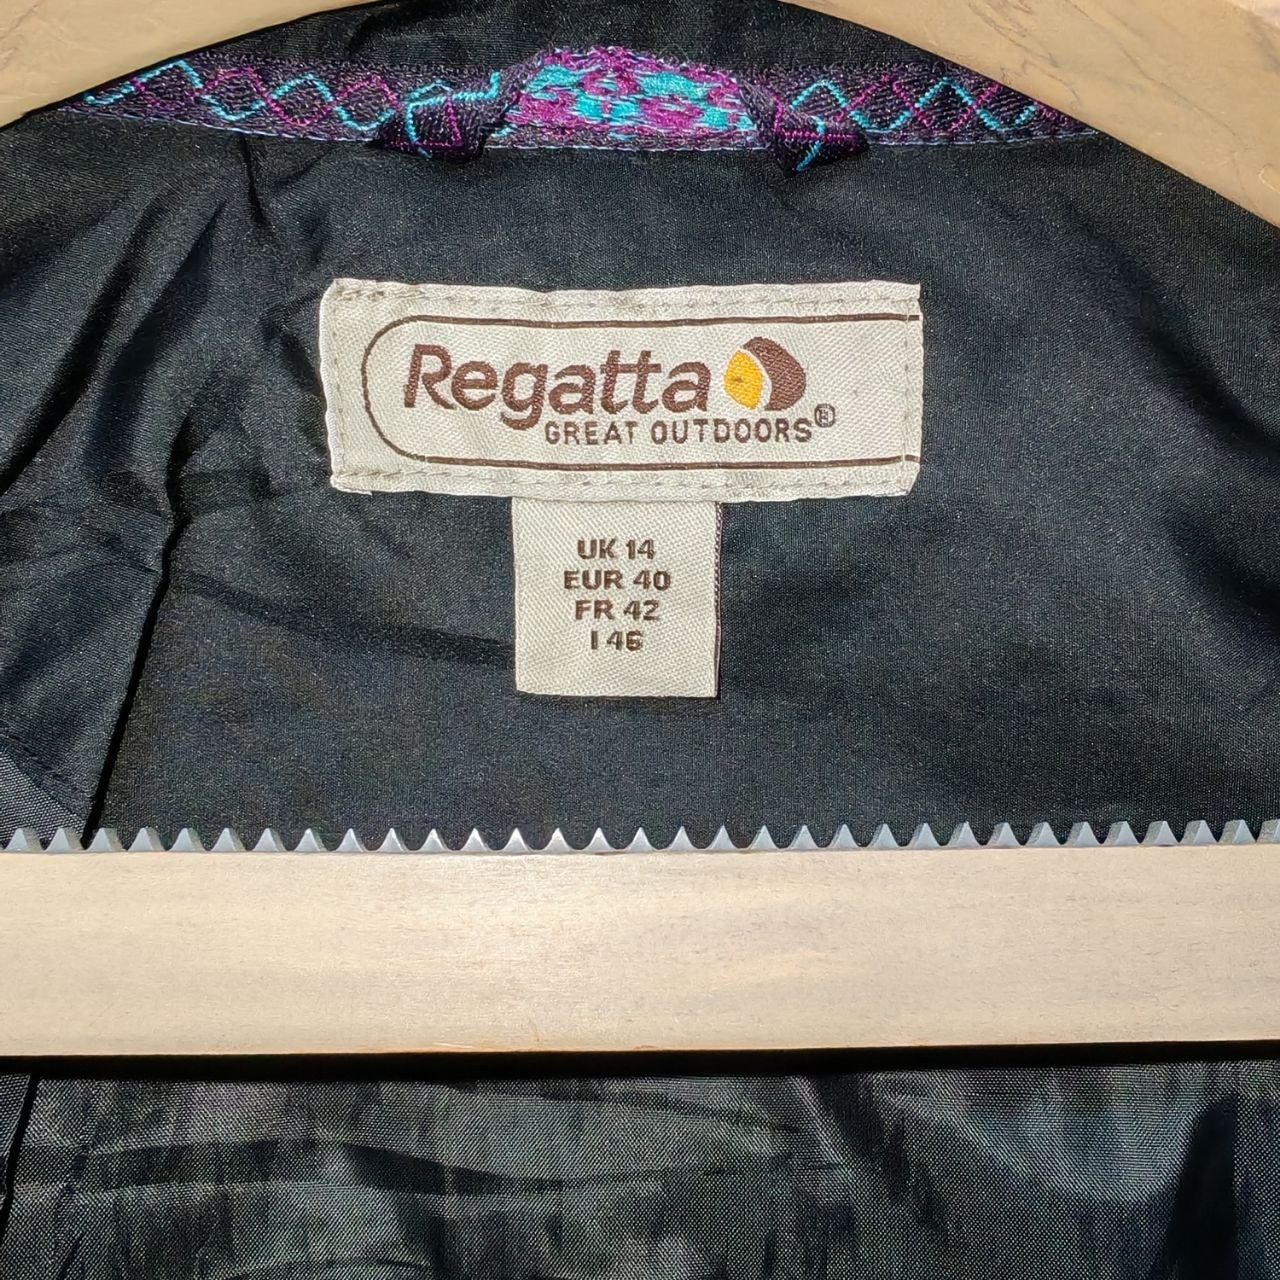 Regatta
GREAT OUTDOORS®
UK 14
EUR 40
FR 42
I 46